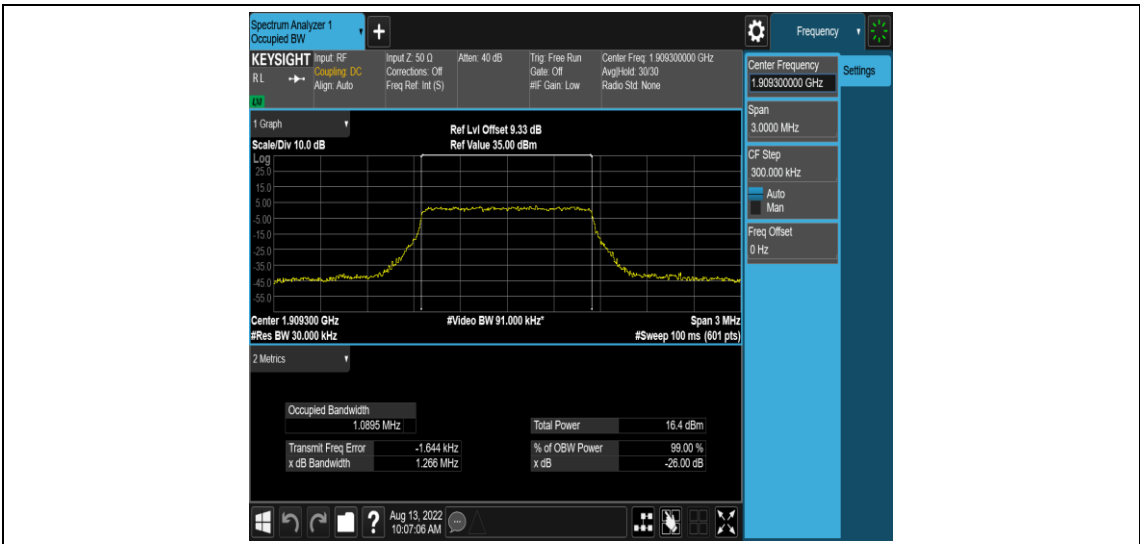 Spectrum Analyzer 1
Occupied BW
+
Frequency
KEYSIGHT
RL
LXI
Input: RF
Coupling: DC
Align: Auto
Input Z: 50 Ω
Corrections: Off
Freq Ref: Int (S)
Atten: 40 dB
Trig: Free Run
Gate: Off
#IF Gain: Low
Center Freq: 1.909300000 GHz
Avg|Hold: 30/30
Radio Std: None
Center Frequency
1.909300000 GHz
Settings
Span
3.0000 MHz
CF Step
300.000 kHz
Auto
Man
Freq Offset
0 Hz
1 Graph
Scale/Div 10.0 dB
Ref Lvl Offset 9.33 dB
Ref Value 35.00 dBm
Log
25.0
15.0
5.00
-5.00
-15.0
-25.0
-35.0
-45.0
-55.0
Center 1.909300 GHz
#Video BW 91.000 kHz*
Span 3 MHz
#Res BW 30.000 kHz
#Sweep 100 ms (601 pts)
2 Metrics
Occupied Bandwidth
1.0895 MHz
Total Power 16.4 dBm
Transmit Freq Error -1.644 kHz
% of OBW Power 99.00 %
x dB Bandwidth 1.266 MHz
x dB -26.00 dB
?
Aug 13, 2022
10:07:06 AM